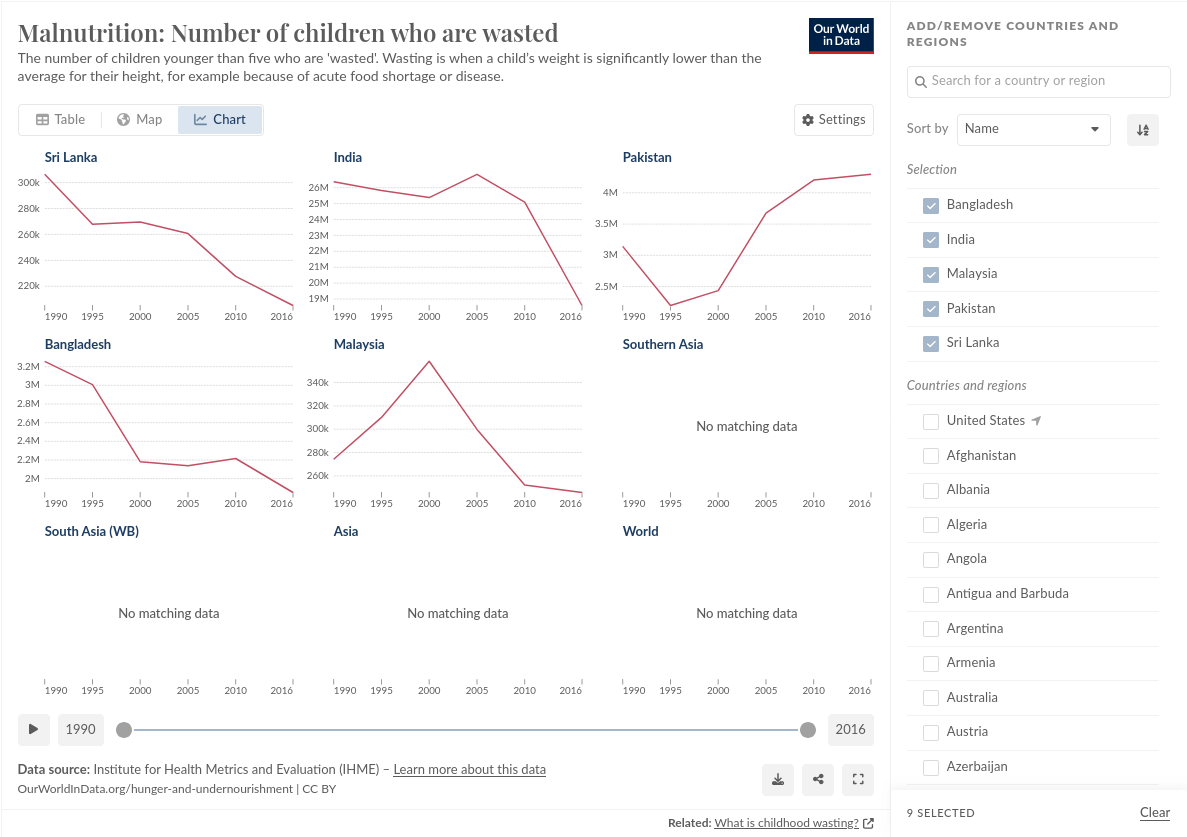 Malnutrition: Number of children who are wasted
The number of children younger than five who are 'wasted'. Wasting is when a child's weight is significantly lower than the
average for their height, for example because of acute food shortage or disease.
Our World
in Data
Table
Map
Chart
Settings
Sri Lanka
300k
280k
260k
240k
220k
1990 1995 2000 2005 2010 2016
India
26M
25M
24M
23M
22M
21M
20M
19M
1990 1995 2000 2005 2010 2016
Pakistan
4M
3.5M
3M
2.5M
1990 1995 2000 2005 2010 2016
Bangladesh
3.2M
3M
2.8M
2.6M
2.4M
2.2M
2M
1990 1995 2000 2005 2010 2016
Malaysia
340k
320k
300k
280k
260k
1990 1995 2000 2005 2010 2016
Southern Asia
No matching data
1990 1995 2000 2005 2010 2016
South Asia (WB)
No matching data
1990 1995 2000 2005 2010 2016
Asia
No matching data
1990 1995 2000 2005 2010 2016
World
No matching data
1990 1995 2000 2005 2010 2016
1990
2016
Data source: Institute for Health Metrics and Evaluation (IHME) – Learn more about this data
OurWorldInData.org/hunger-and-undernourishment | CC BY
Related: What is childhood wasting?
ADD/REMOVE COUNTRIES AND
REGIONS
Search for a country or region
Sort by
Name
Selection
Bangladesh
India
Malaysia
Pakistan
Sri Lanka
Countries and regions
United States
Afghanistan
Albania
Algeria
Angola
Antigua and Barbuda
Argentina
Armenia
Australia
Austria
Azerbaijan
9 SELECTED
Clear